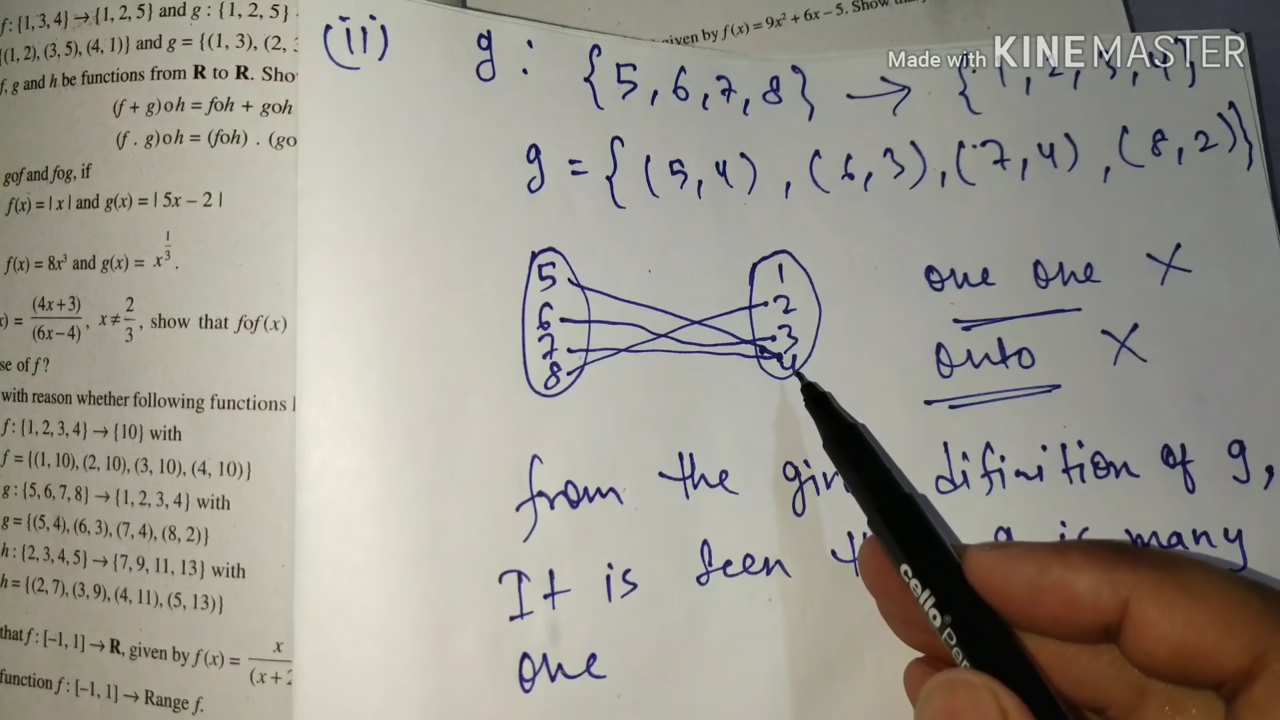 f: {1, 3, 4} → {1, 2, 5} and g : {1, 2, 5}
{(1, 2), (3, 5), (4, 1)} and g = {(1, 3), (2,
f, g and h be functions from R to R. Sho
(f + g)oh = foh + goh
(f . g)oh = (foh) . (go
gof and fog, if
f(x) = | x | and g(x) = | 5x − 2 |
f(x) = 8x³ and g(x) = x^(1/3).
= (4x+3)/(6x−4), x ≠ 2/3, show that fof(x)
se of f?
with reason whether following functions
f : {1, 2, 3, 4} → {10} with
f = {(1, 10), (2, 10), (3, 10), (4, 10)}
g : {5, 6, 7, 8} → {1, 2, 3, 4} with
g = {(5, 4), (6, 3), (7, 4), (8, 2)}
h : {2, 3, 4, 5} → {7, 9, 11, 13} with
h = {(2, 7), (3, 9), (4, 11), (5, 13)}
that f : [−1, 1] → R, given by f(x) = x/(x+2
function f : [−1, 1] → Range f.
given by f(x) = 9x² + 6x − 5. Show
Made with KINEMASTER
(ii) g : {5, 6, 7, 8} → {1, 2, 3, 4}
g = {(5, 4), (6, 3), (7, 4), (8, 2)}
5 1
6 2
7 3
8 4
one one X
onto X
from the giv difinition of g,
It is seen g is many
one
cello